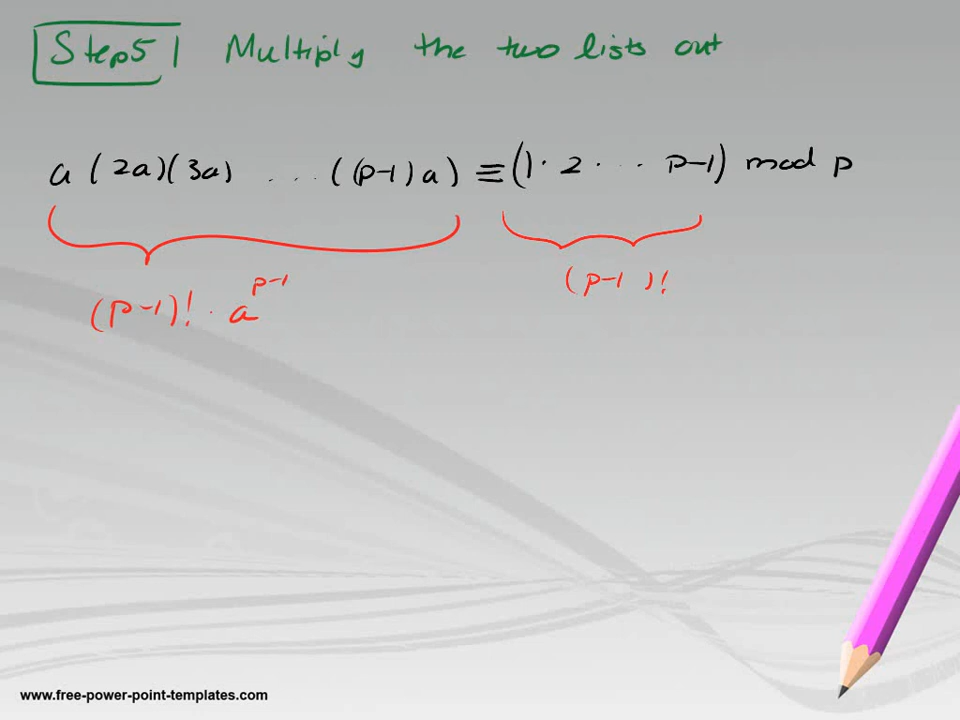 Step5 | Multiply the two lists out
a (2a)(3a) ... ((p-1)a) ≡ (1 · 2 · ... p-1) mod p
(p-1)! · a^{p-1} (p-1)!
www.free-power-point-templates.com